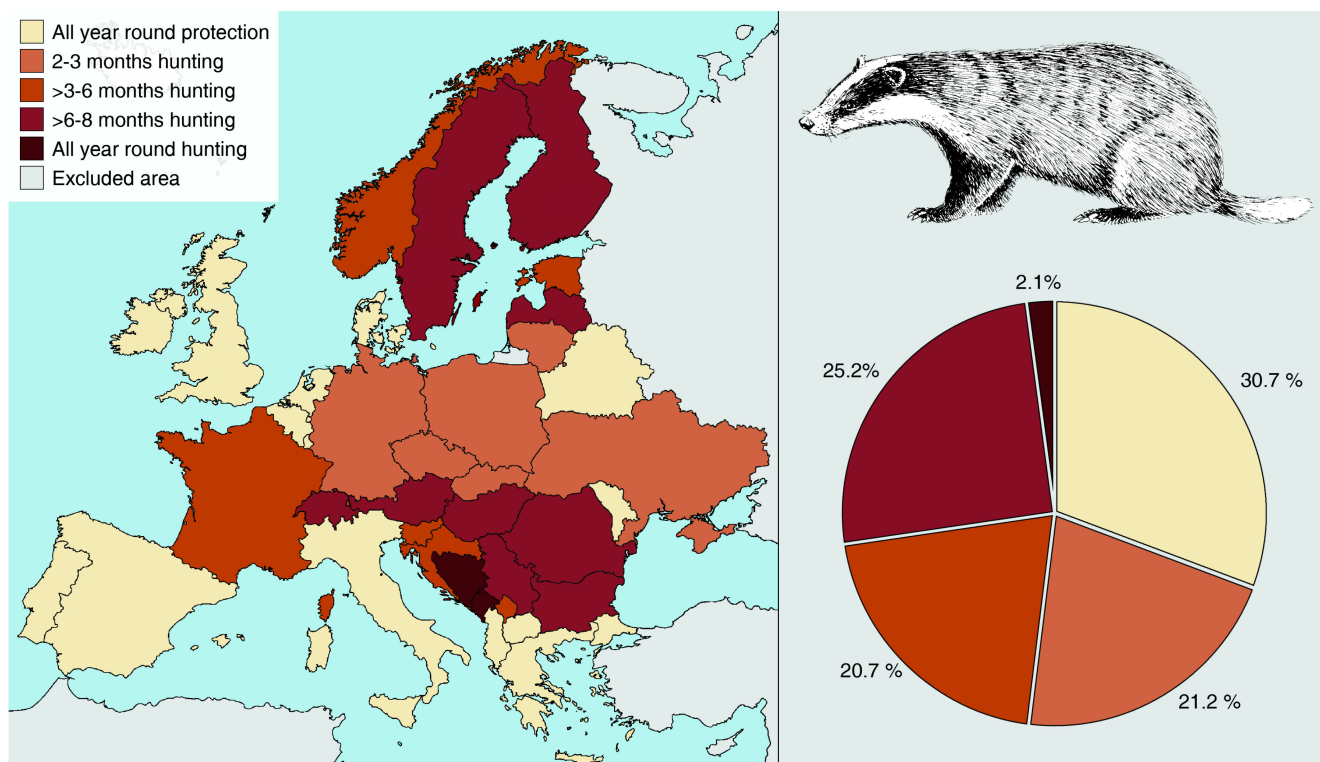 All year round protection
2-3 months hunting
>3-6 months hunting
>6-8 months hunting
All year round hunting
Excluded area
2.1%
25.2%
30.7 %
20.7 %
21.2 %